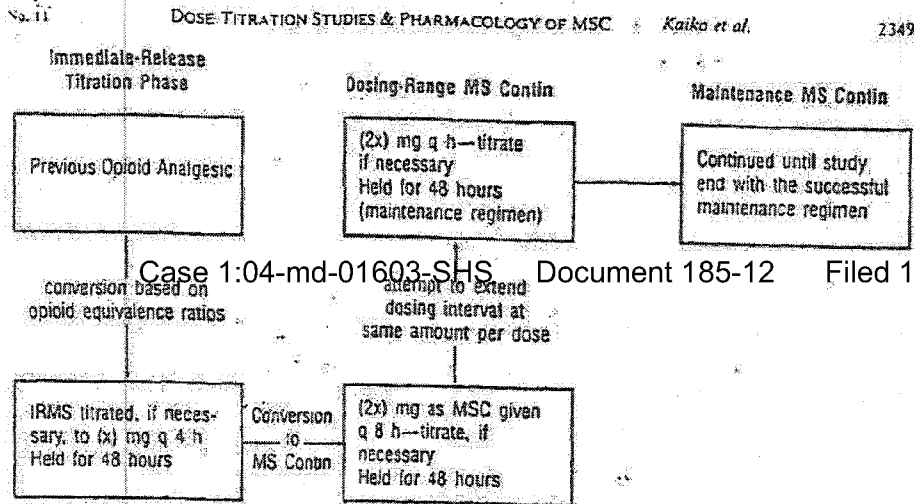 No. 11 DOSE TITRATION STUDIES & PHARMACOLOGY OF MSC Kaiko et al. 2349
Immediate-Release
Titration Phase
Dosing-Range MS Contin
Maintenance MS Contin
Previous Opioid Analgesic
(2x) mg q h—titrate
if necessary
Held for 48 hours
(maintenance regimen)
Continued until study
end with the successful
maintenance regimen
Case 1:04-md-01603-SHS Document 185-12 Filed 1
conversion based on
opioid equivalence ratios
attempt to extend
dosing interval at
same amount per dose
IRMS titrated, if neces-
sary, to (x) mg q 4 h
Held for 48 hours
Conversion
to
MS Contin
(2x) mg as MSC given
q 8 h—titrate, if
necessary
Held for 48 hours